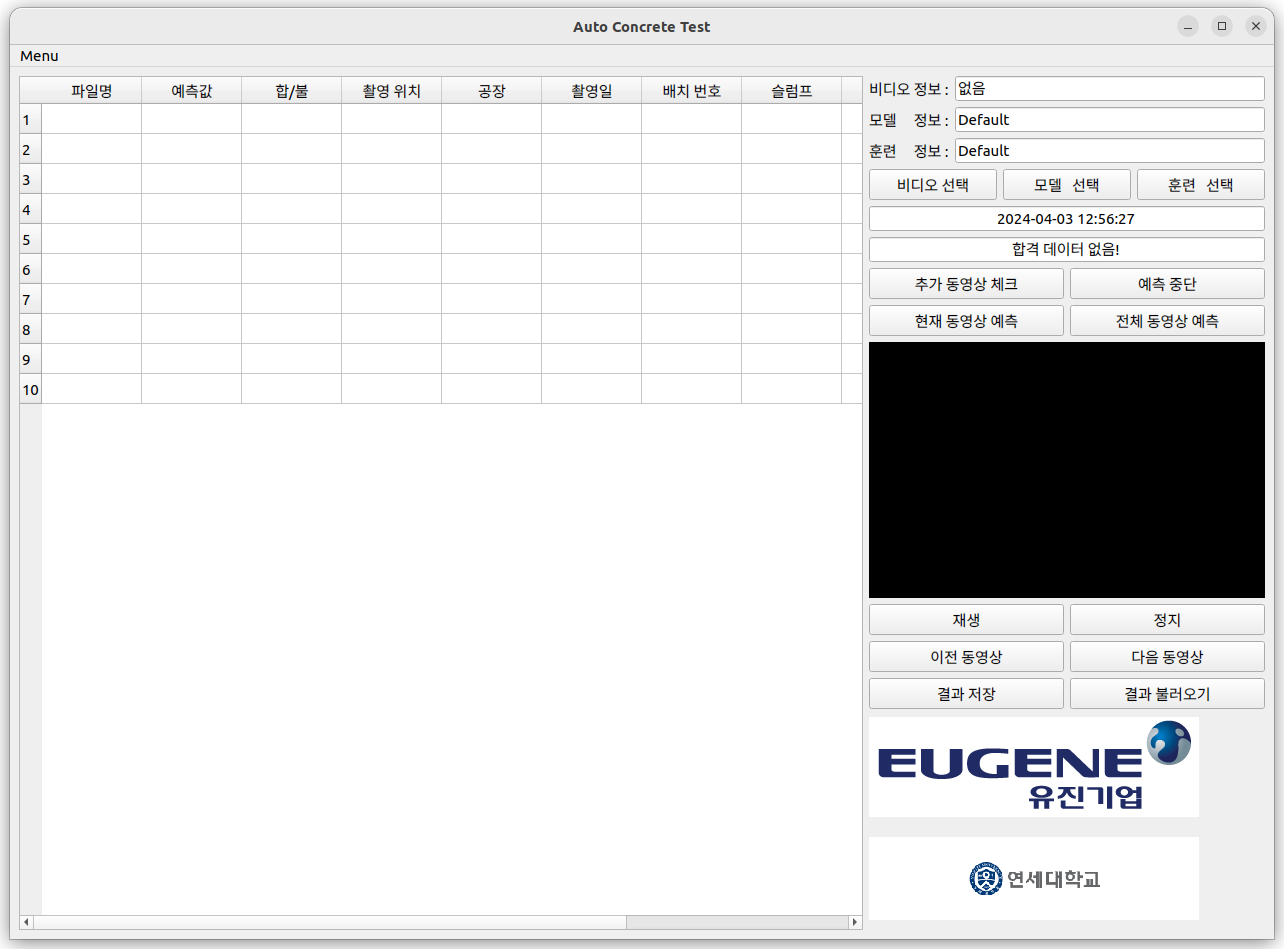 Auto Concrete Test
Menu
파일명 예측값 합/불 촬영 위치 공장 촬영일 배치 번호 슬럼프
1
2
3
4
5
6
7
8
9
10
비디오 정보 : 없음
모델 정보 : Default
훈련 정보 : Default
비디오 선택 모델 선택 훈련 선택
2024-04-03 12:56:27
합격 데이터 없음!
추가 동영상 체크 예측 중단
현재 동영상 예측 전체 동영상 예측
재생 정지
이전 동영상 다음 동영상
결과 저장 결과 불러오기
EUGENE
유진기업
연세대학교